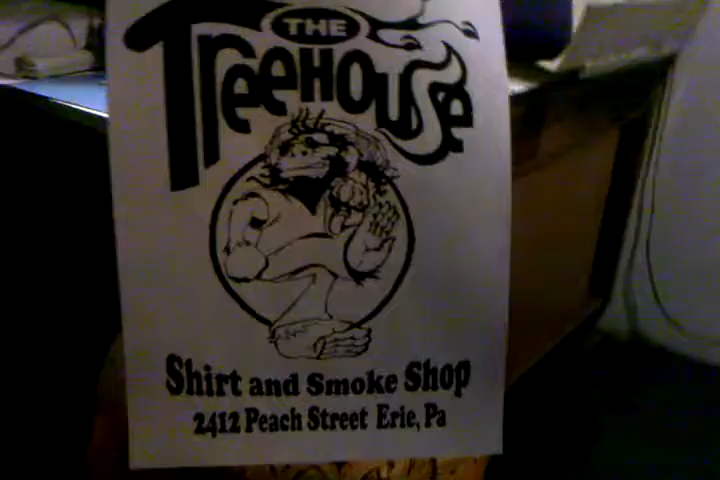 THE
TreeHouse
Shirt and Smoke Shop
2412 Peach Street Erie, Pa